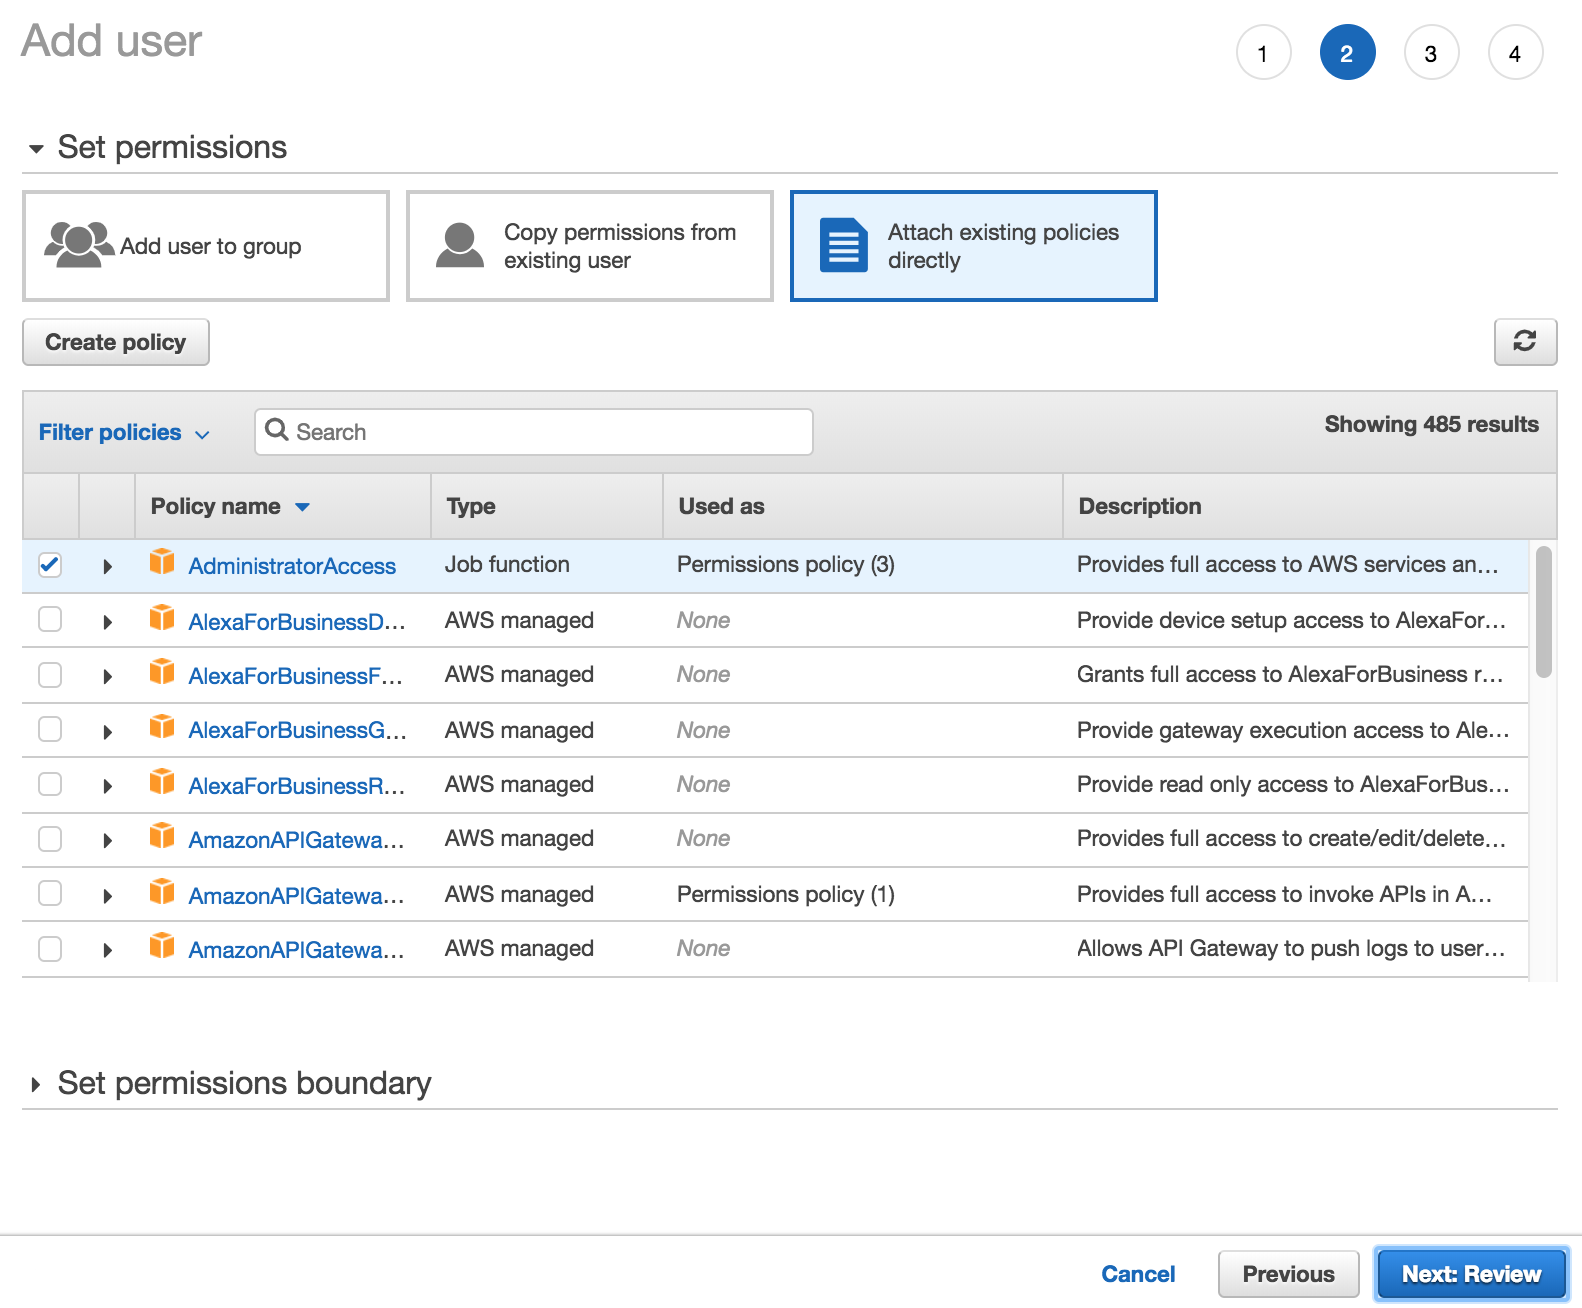 Add user
1 2 3 4
Set permissions
Add user to group
Copy permissions from
existing user
Attach existing policies
directly
Create policy
Filter policies
Search
Showing 485 results
Policy name Type Used as Description
AdministratorAccess Job function Permissions policy (3) Provides full access to AWS services an...
AlexaForBusinessD... AWS managed None Provide device setup access to AlexaFor...
AlexaForBusinessF... AWS managed None Grants full access to AlexaForBusiness r...
AlexaForBusinessG... AWS managed None Provide gateway execution access to Ale...
AlexaForBusinessR... AWS managed None Provide read only access to AlexaForBus...
AmazonAPIGatewa... AWS managed None Provides full access to create/edit/delete...
AmazonAPIGatewa... AWS managed Permissions policy (1) Provides full access to invoke APIs in A...
AmazonAPIGatewa... AWS managed None Allows API Gateway to push logs to user...
Set permissions boundary
Cancel Previous Next: Review